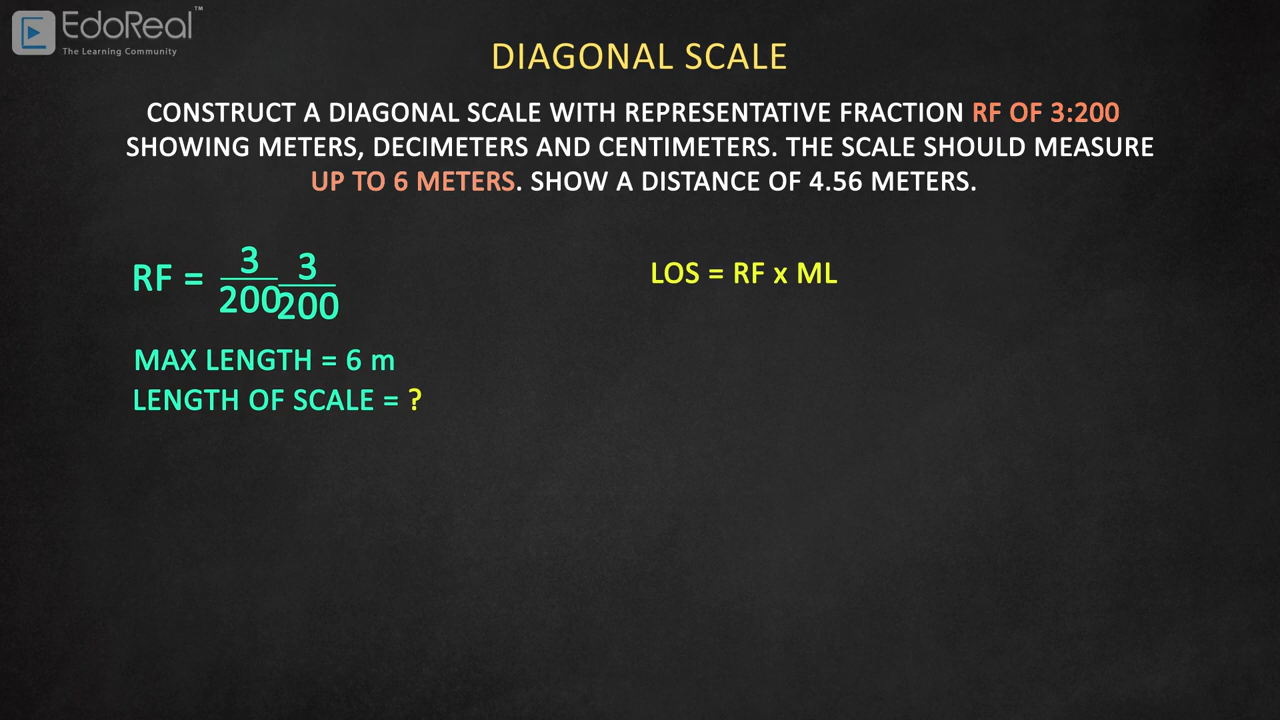 EdoReal™
The Learning Community
DIAGONAL SCALE
CONSTRUCT A DIAGONAL SCALE WITH REPRESENTATIVE FRACTION RF OF 3:200
SHOWING METERS, DECIMETERS AND CENTIMETERS. THE SCALE SHOULD MEASURE
UP TO 6 METERS. SHOW A DISTANCE OF 4.56 METERS.
RF = 3/200 3/200
LOS = RF x ML
MAX LENGTH = 6 m
LENGTH OF SCALE = ?